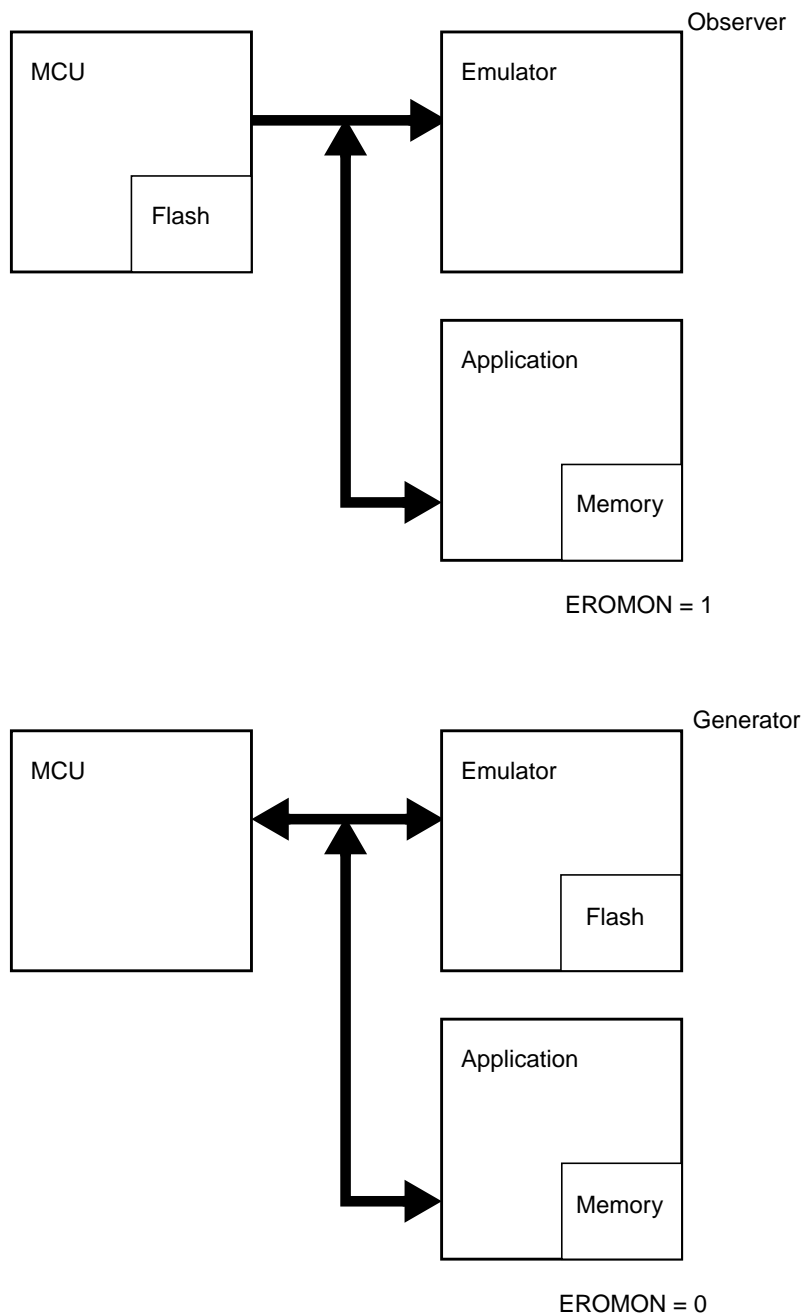 Observer
MCU
Emulator
Flash
Application
Memory
EROMON = 1
Generator
MCU
Emulator
Flash
Application
Memory
EROMON = 0